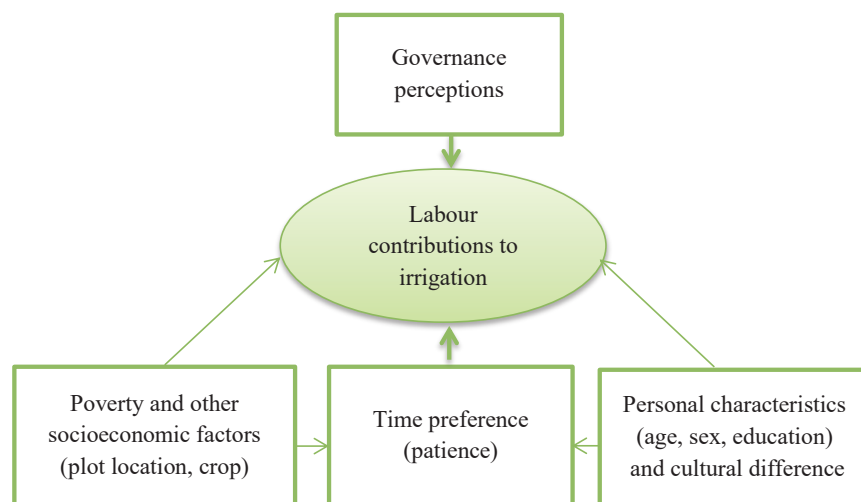 Governance
perceptions
Labour
contributions to
irrigation
Poverty and other
socioeconomic factors
(plot location, crop)
Time preference
(patience)
Personal characteristics
(age, sex, education)
and cultural difference